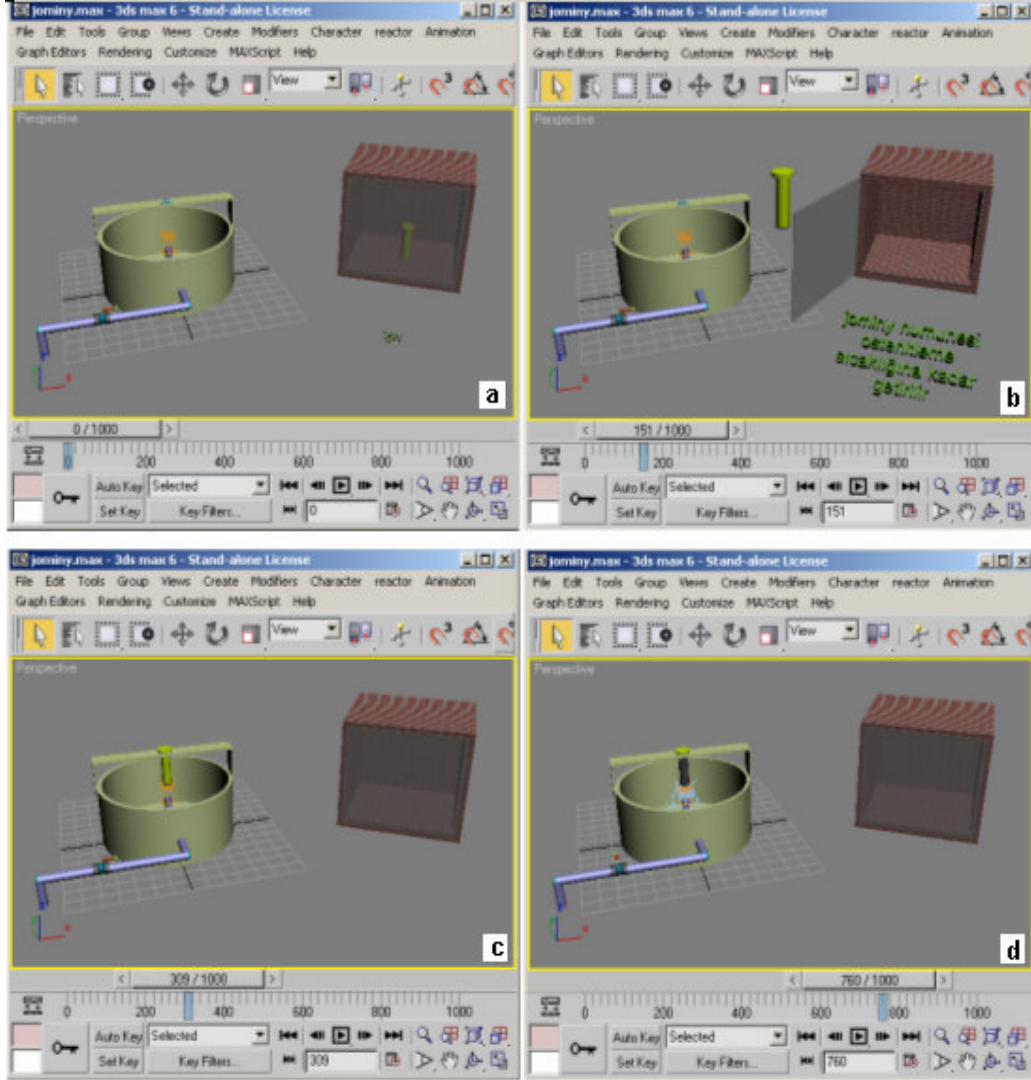 jominy.max - 3ds max 6 - Stand-alone License
File Edit Tools Group Views Create Modifiers Character reactor Animation
Graph Editors Rendering Customize MAXScript Help
View
3
Perspective
a
0 / 1000
0 200 400 600 800 1000
Auto Key Selected
Set Key Key Filters... 0
jominy.max - 3ds max 6 - Stand-alone License
File Edit Tools Group Views Create Modifiers Character reactor Animation
Graph Editors Rendering Customize MAXScript Help
View
3
Perspective
jominy numunesi
ostenitleme
sıcaklığına kadar
getirilir
b
151 / 1000
0 200 400 600 800 1000
Auto Key Selected
Set Key Key Filters... 151
jominy.max - 3ds max 6 - Stand-alone License
File Edit Tools Group Views Create Modifiers Character reactor Animation
Graph Editors Rendering Customize MAXScript Help
View
3
Perspective
c
309 / 1000
0 200 400 600 800 1000
Auto Key Selected
Set Key Key Filters... 309
jominy.max - 3ds max 6 - Stand-alone License
File Edit Tools Group Views Create Modifiers Character reactor Animation
Graph Editors Rendering Customize MAXScript Help
View
3
Perspective
d
760 / 1000
0 200 400 600 800 1000
Auto Key Selected
Set Key Key Filters... 760